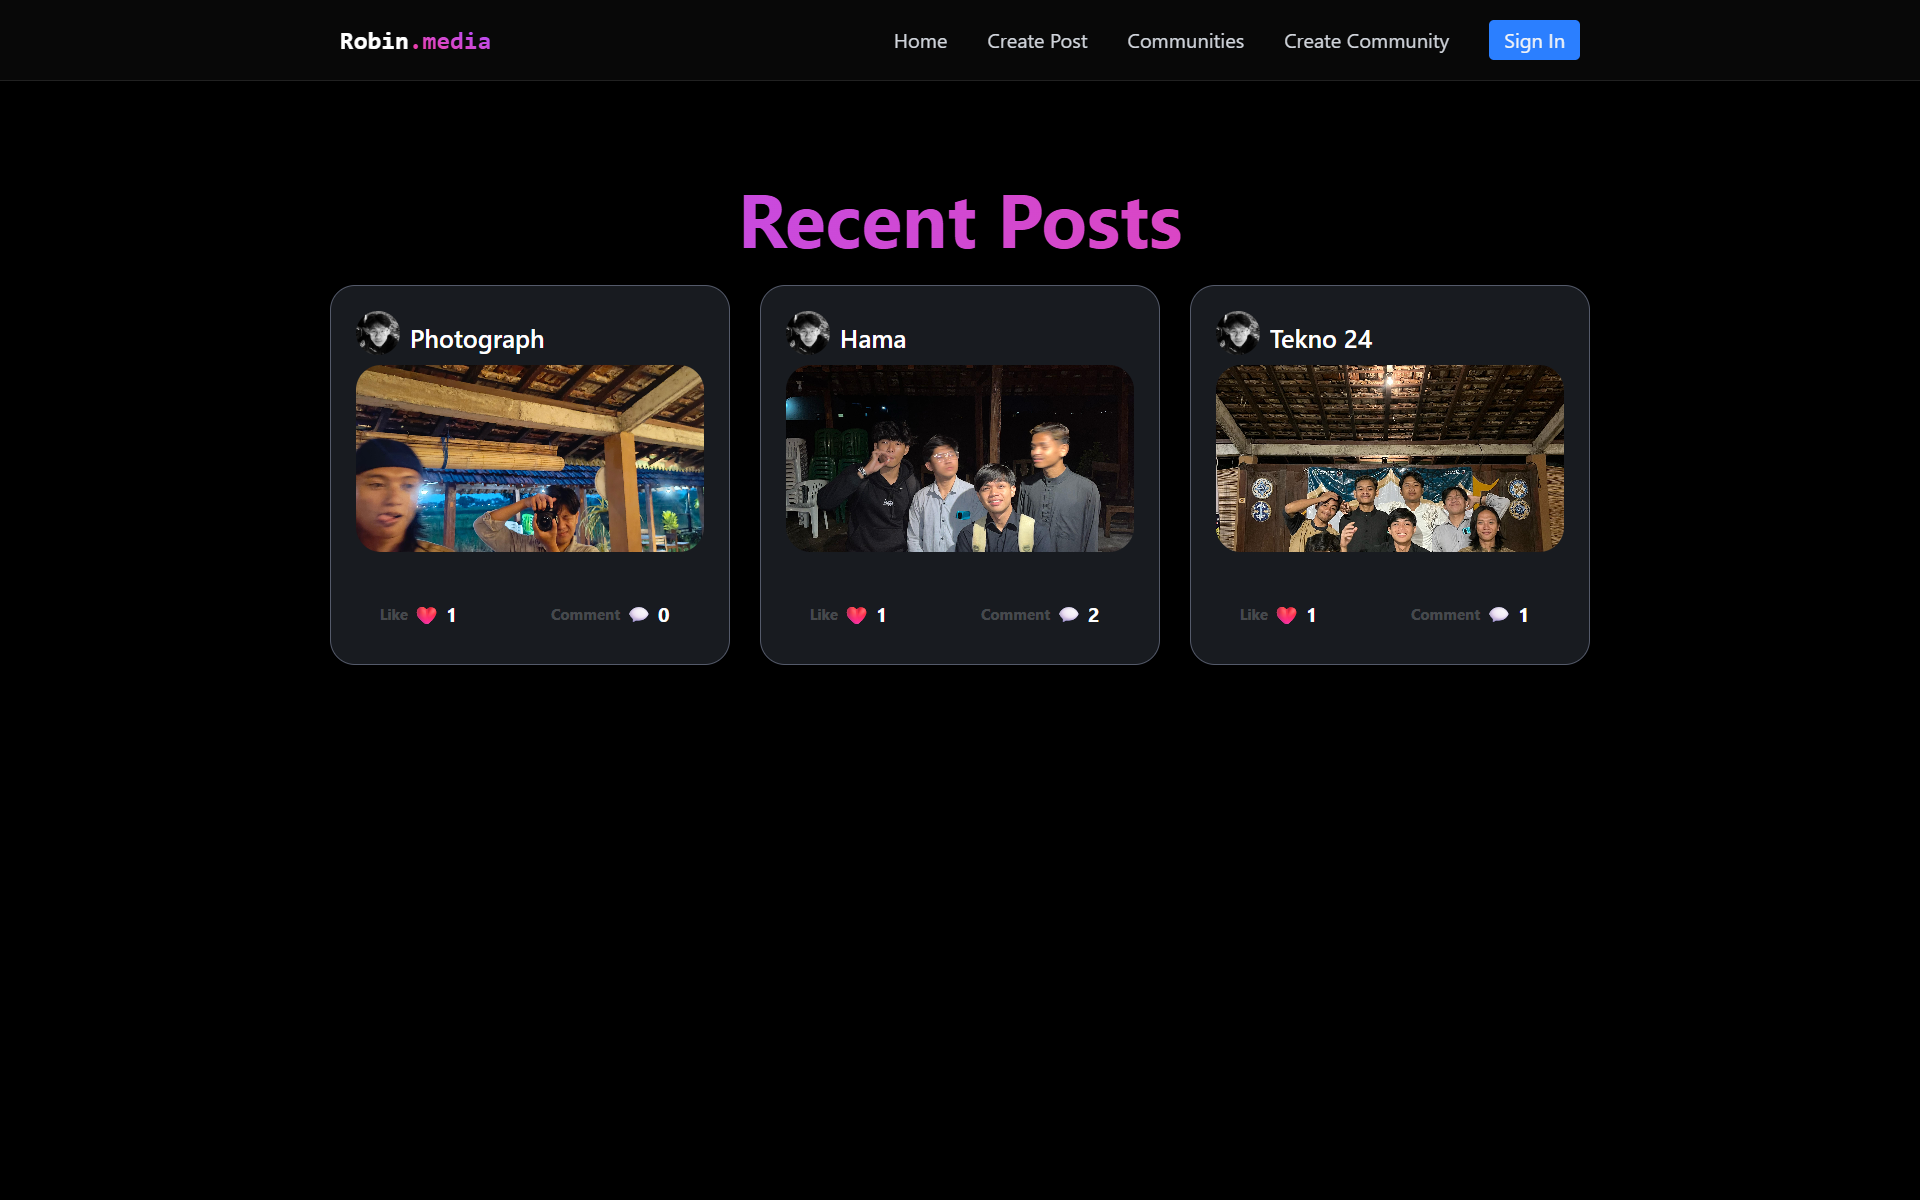 Robin.media
Home Create Post Communities Create Community Sign In
Recent Posts
Photograph
Like ❤️ 1 Comment 💬 0
Hama
Like ❤️ 1 Comment 💬 2
Tekno 24
Like ❤️ 1 Comment 💬 1